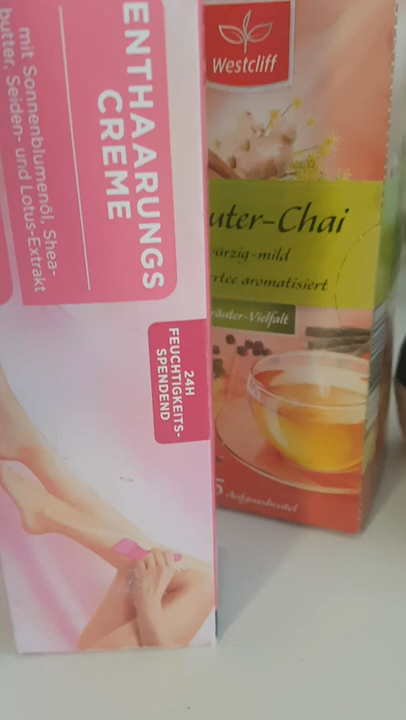 ENTHAARUNGS
CREME
mit Sonnenblumenöl, Shea-
butter, Seiden- und Lotus-Extrakt
24H
FEUCHTIGKEITS-
SPENDEND
Westcliff
uter-Chai
würzig-mild
rtee aromatisiert
räuter-Vielfalt
5 Aufgussbeutel